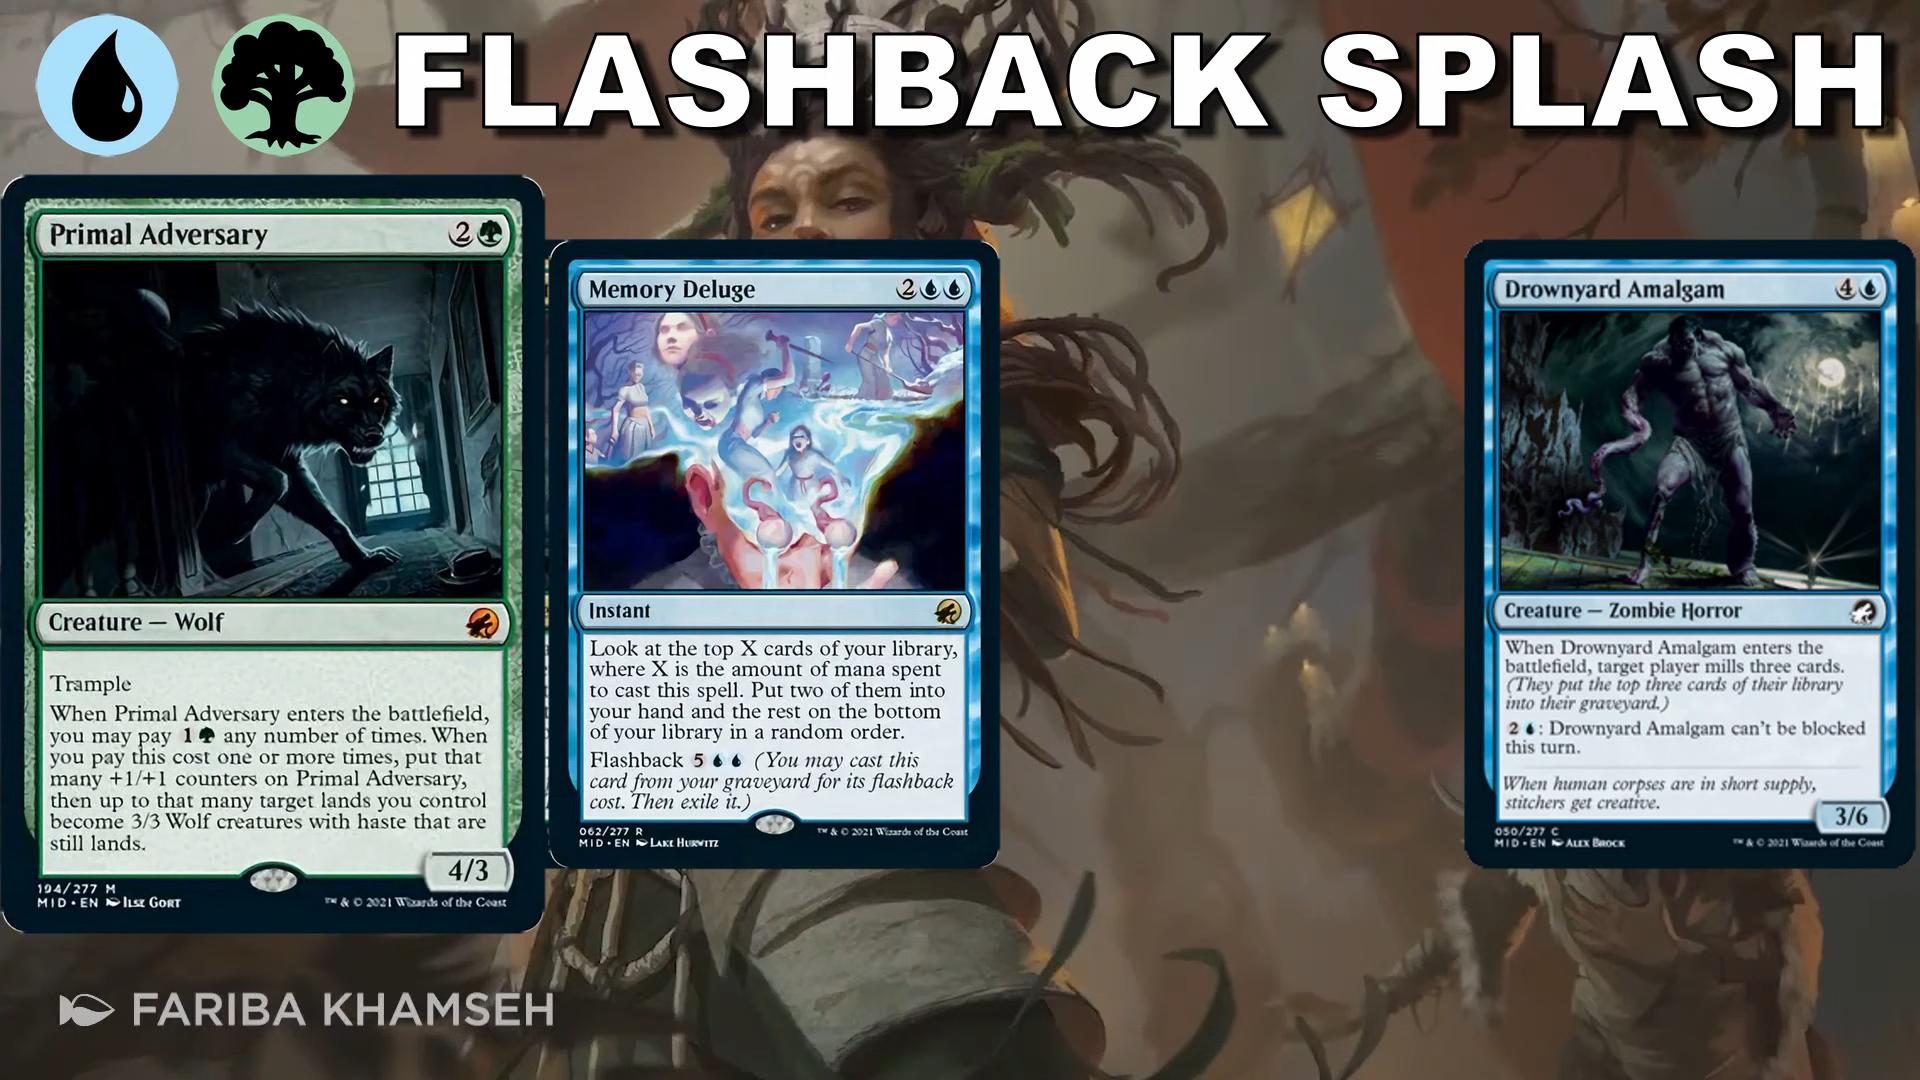 FLASHBACK SPLASH
Primal Adversary 2
Creature — Wolf
Trample
When Primal Adversary enters the battlefield,
you may pay 1 any number of times. When
you pay this cost one or more times, put that
many +1/+1 counters on Primal Adversary,
then up to that many target lands you control
become 3/3 Wolf creatures with haste that are
still lands.
4/3
194/277 M
MID • EN ILSE GORT
™ & © 2021 Wizards of the Coast
Memory Deluge 2
Instant
Look at the top X cards of your library,
where X is the amount of mana spent
to cast this spell. Put two of them into
your hand and the rest on the bottom
of your library in a random order.
Flashback 5 (You may cast this
card from your graveyard for its flashback
cost. Then exile it.)
062/277 R
MID • EN LAKE HURWITZ
™ & © 2021 Wizards of the Coast
Drownyard Amalgam 4
Creature — Zombie Horror
When Drownyard Amalgam enters the
battlefield, target player mills three cards.
(They put the top three cards of their library
into their graveyard.)
2 : Drownyard Amalgam can't be blocked
this turn.
When human corpses are in short supply,
stitchers get creative.
3/6
050/277 C
MID • EN ALEX BROCK
™ & © 2021 Wizards of the Coast
FARIBA KHAMSEH